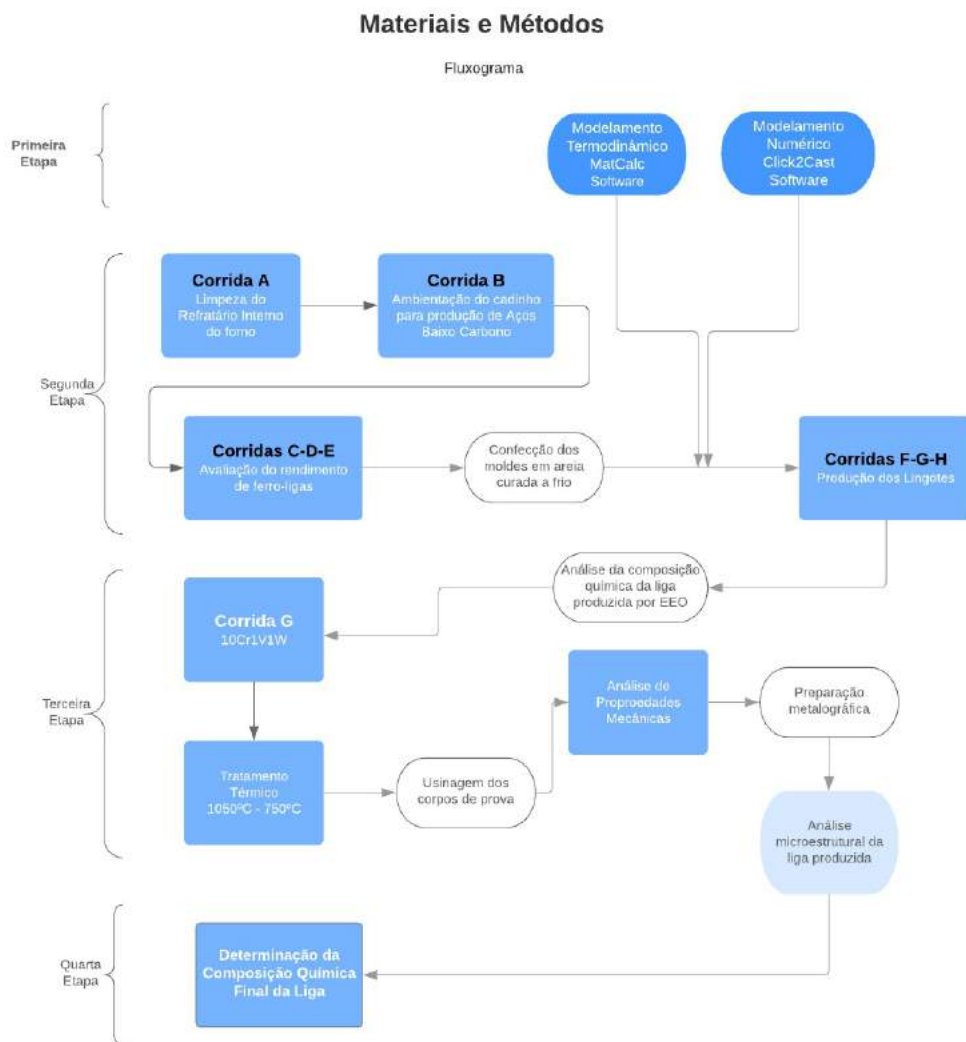 Materiais e Métodos
Fluxograma
Primeira
Etapa
Modelamento
Termodinámico
MatCalc
Software
Modelamento
Numérico
Click2Cast
Software
Segunda
Etapa
Corrida A
Limpeza do
Refratário Interno
do forno
Corrida B
Ambientação do cadinho
para produção de Aços
Baixo Carbono
Corridas C-D-E
Avaliação do rendimento
de ferro-ligas
Confecção dos
moldes em areia
curada a frio
Corridas F-G-H
Produção dos Lingotes
Terceira
Etapa
Análise da composição
química da liga
produzida por EEO
Corrida G
10Cr1V1W
Tratamento
Térmico
1050ºC - 750ºC
Usinagem dos
corpos de prova
Análise de
Proproedades
Mecânicas
Preparação
metalográfica
Análise
microestrutural da
liga produzida
Quarta
Etapa
Determinação da
Composição Química
Final da Liga